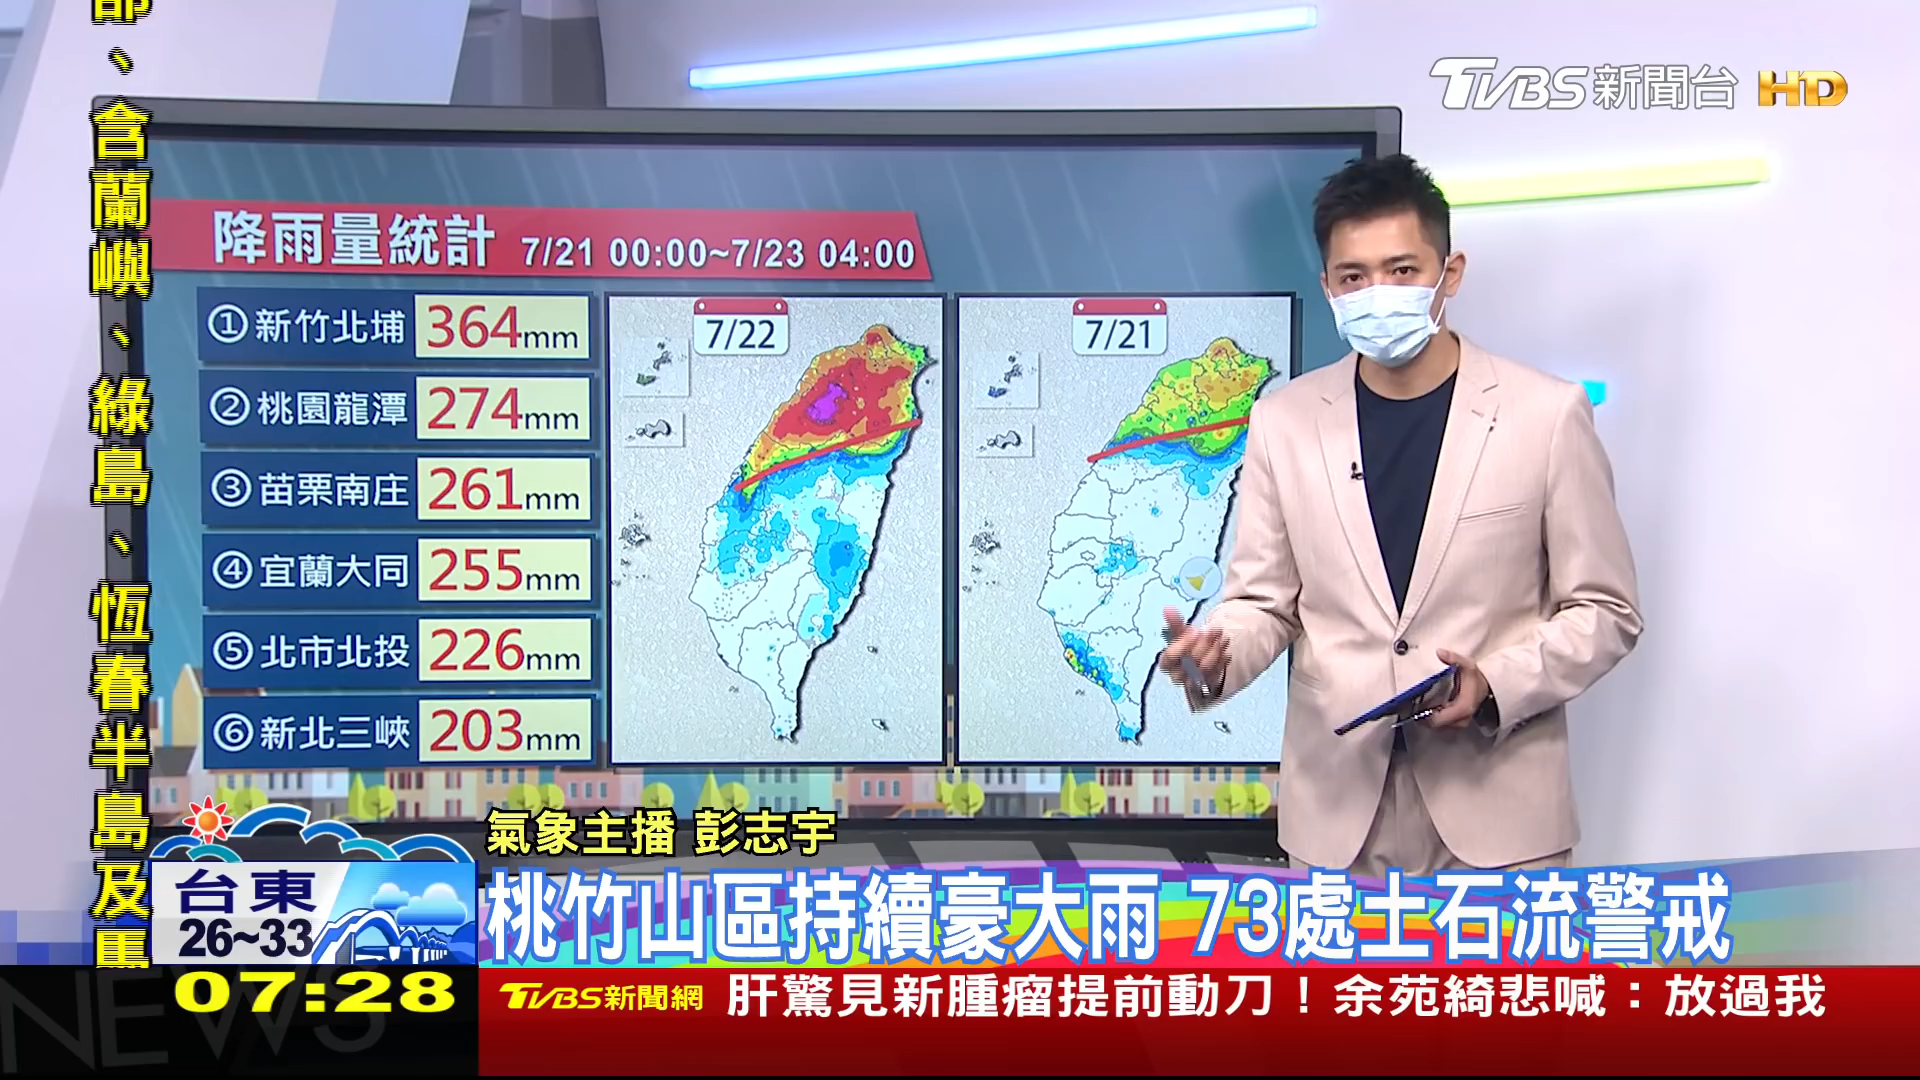 部、含蘭嶼、綠島、恆春半島及馬
TVBS新聞台 HD
降雨量統計 7/21 00:00~7/23 04:00
①新竹北埔 364mm
②桃園龍潭 274mm
③苗栗南庄 261mm
④宜蘭大同 255mm
⑤北市北投 226mm
⑥新北三峽 203mm
7/22
7/21
氣象主播 彭志宇
桃竹山區持續豪大雨 73處土石流警戒
台東
26~33
07:28
NEWS
TVBS新聞網 肝驚見新腫瘤提前動刀！余苑綺悲喊：放過我